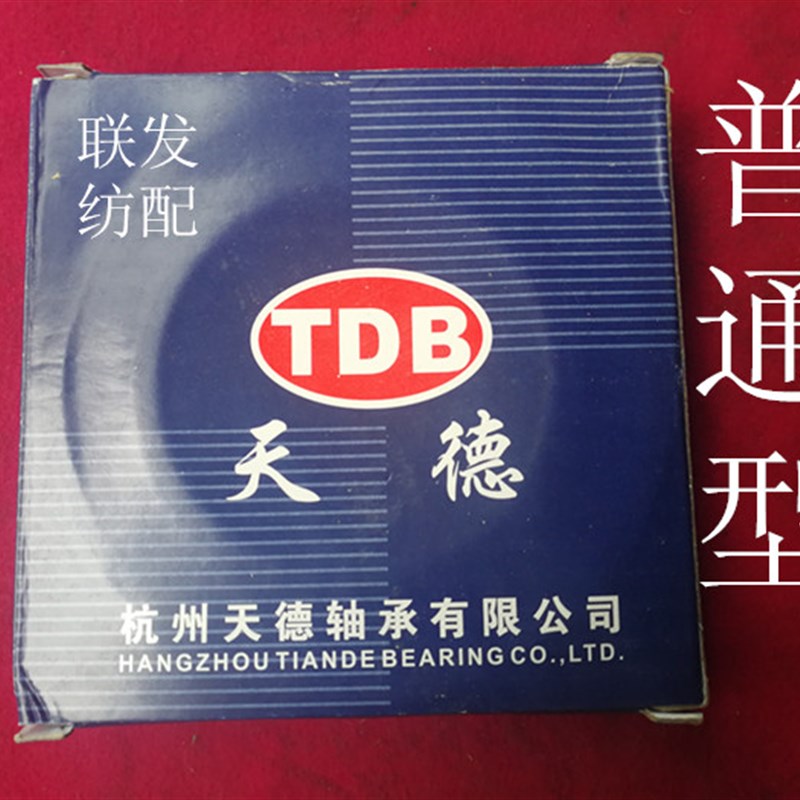 联发
纺配
TDB
天德
杭州天德轴承有限公司
HANGZHOU TIANDE BEARING CO.,LTD.
普通型